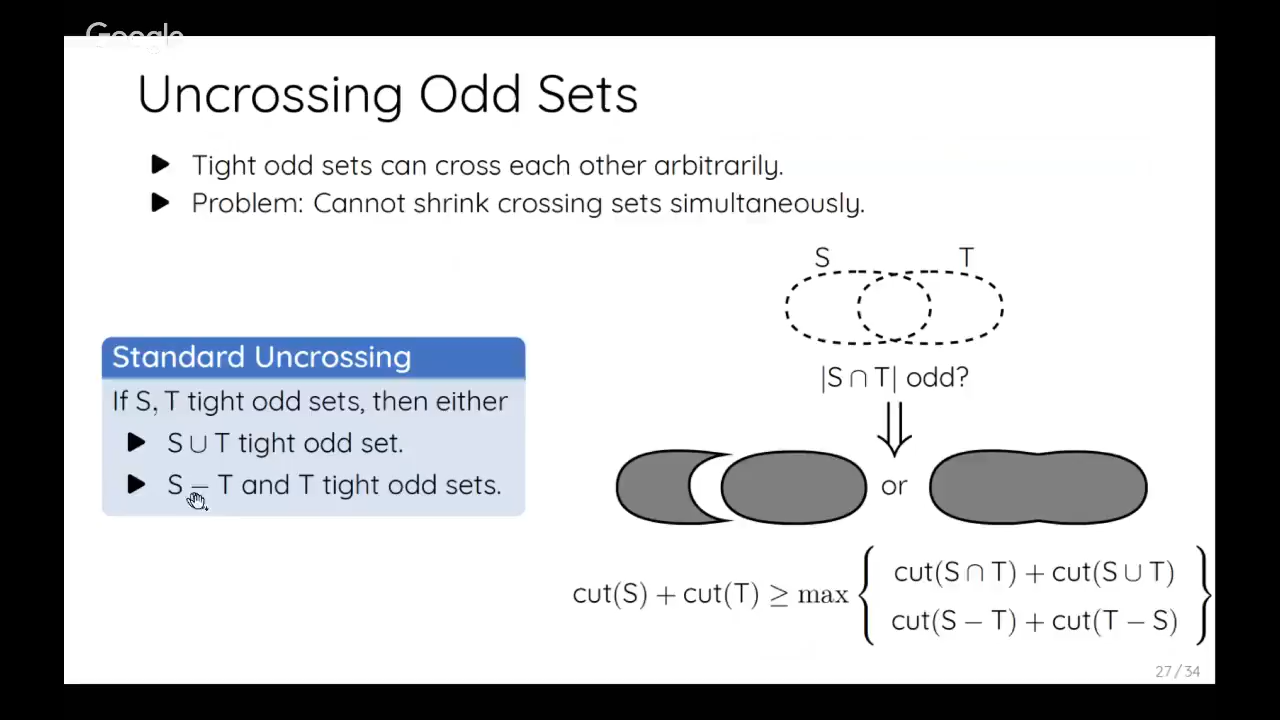 Google
Uncrossing Odd Sets
▶ Tight odd sets can cross each other arbitrarily.
▶ Problem: Cannot shrink crossing sets simultaneously.
S T
|S ∩ T| odd?
Standard Uncrossing
If S, T tight odd sets, then either
▶ S ∪ T tight odd set.
▶ S − T and T tight odd sets.
or
cut(S) + cut(T) ≥ max { cut(S ∩ T) + cut(S ∪ T)
cut(S − T) + cut(T − S) }
27/34